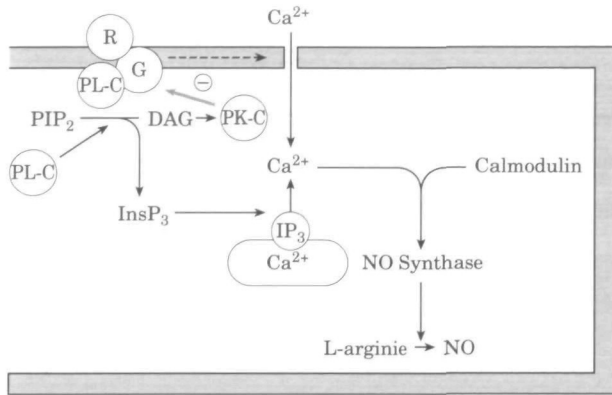 Ca2+
R
G
PL-C
−
PIP2 DAG PK-C
PL-C
Ca2+ Calmodulin
InsP3
IP3
Ca2+ NO Synthase
L-arginie NO